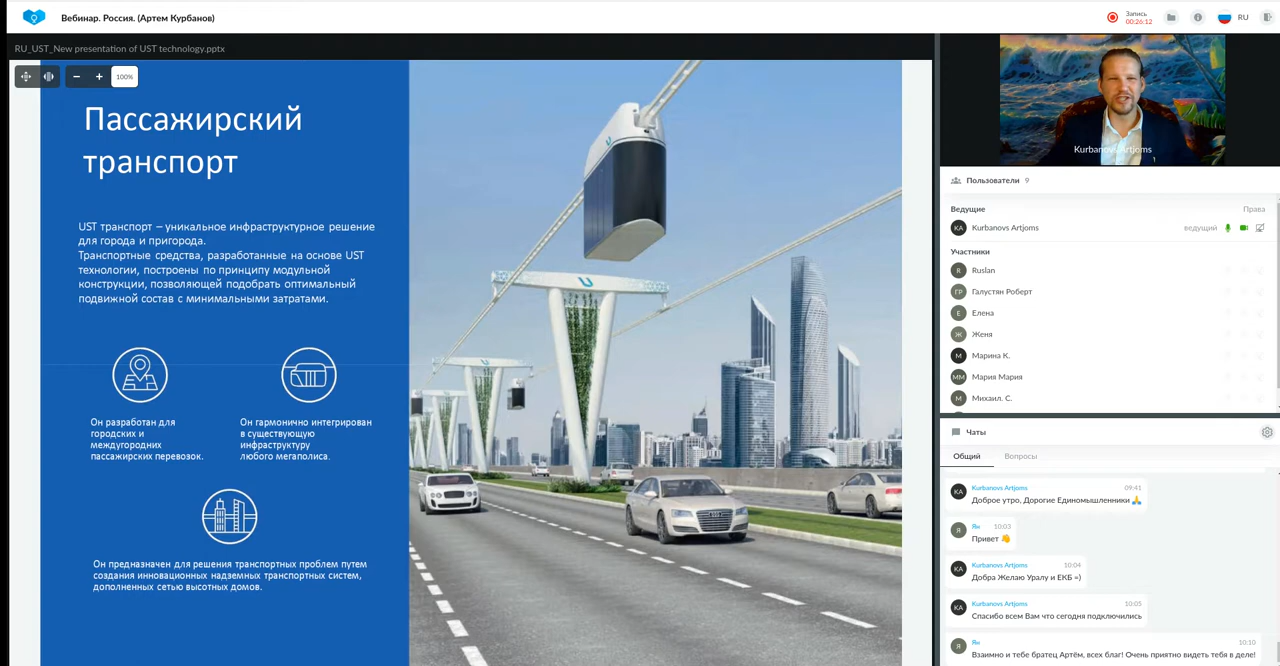 Вебинар. Россия. (Артем Курбанов)
Запись
00:26:12
RU
RU_UST_New presentation of UST technology.pptx
100%
Пассажирский
транспорт
UST транспорт – уникальное инфраструктурное решение
для города и пригорода.
Транспортные средства, разработанные на основе UST
технологии, построены по принципу модульной
конструкции, позволяющей подобрать оптимальный
подвижной состав с минимальными затратами.
Он разработан для
городских и
междугородних
пассажирских перевозок.
Он гармонично интегрирован
в существующую
инфраструктуру
любого мегаполиса.
Он предназначен для решения транспортных проблем путем
создания инновационных надземных транспортных систем,
дополненных сетью высотных домов.
Kurbanovs Artjoms
Пользователи 9
Ведущие Права
KA Kurbanovs Artjoms ведущий
Участники
R Ruslan
ГР Галустян Роберт
Е Елена
Ж Женя
М Марина К.
ММ Мария Мария
М Михаил. С.
Чаты
Общий Вопросы
KA Kurbanovs Artjoms 09:41
Доброе утро, Дорогие Единомышленники 🙏
Я Ян 10:03
Привет 👋
KA Kurbanovs Artjoms 10:04
Добра Желаю Уралу и ЕКБ =)
KA Kurbanovs Artjoms 10:05
Спасибо всем Вам что сегодня подключились
Я Ян 10:10
Взаимно и тебе братец Артём, всех благ! Очень приятно видеть тебя в деле!